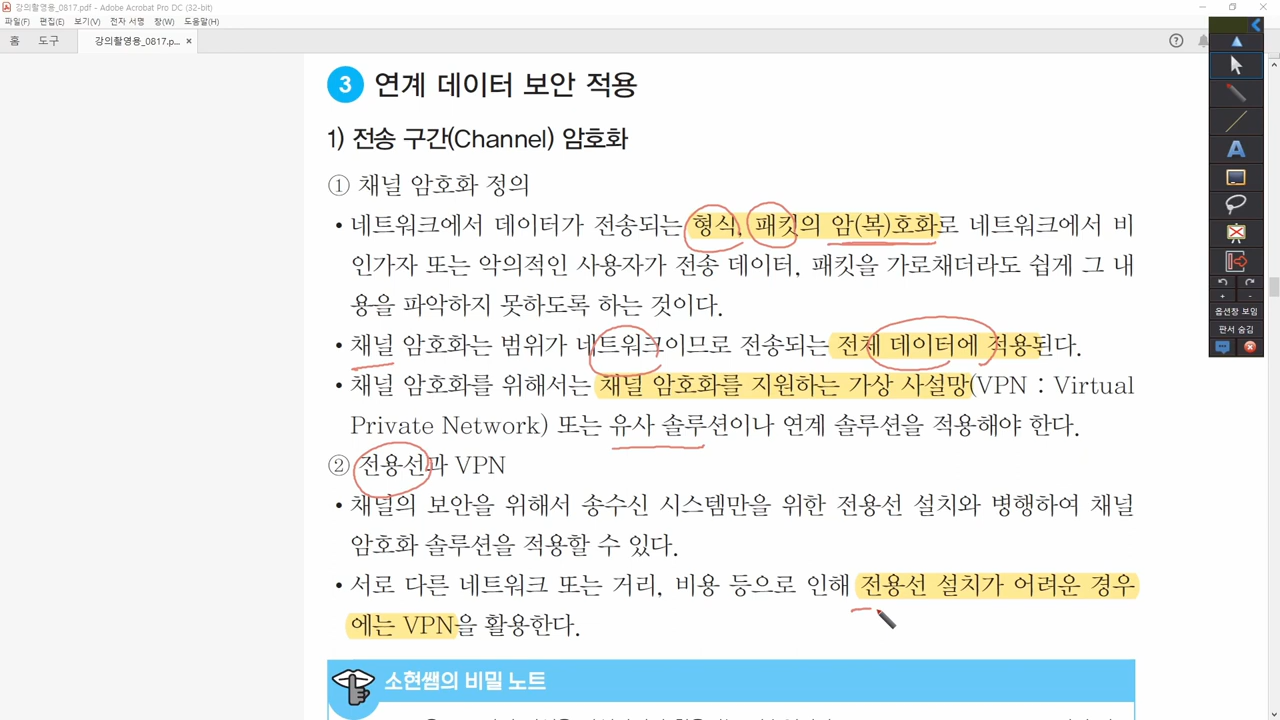 강의촬영용_0817.pdf - Adobe Acrobat Pro DC (32-bit)
파일(F) 편집(E) 보기(V) 전자 서명 창(W) 도움말(H)
홈 도구 강의촬영용_0817.p... ×
3 연계 데이터 보안 적용
1) 전송 구간(Channel) 암호화
① 채널 암호화 정의
• 네트워크에서 데이터가 전송되는 형식, 패킷의 암(복)호화로 네트워크에서 비
인가자 또는 악의적인 사용자가 전송 데이터, 패킷을 가로채더라도 쉽게 그 내
용을 파악하지 못하도록 하는 것이다.
• 채널 암호화는 범위가 네트워크이므로 전송되는 전체 데이터에 적용된다.
• 채널 암호화를 위해서는 채널 암호화를 지원하는 가상 사설망(VPN : Virtual
Private Network) 또는 유사 솔루션이나 연계 솔루션을 적용해야 한다.
② 전용선과 VPN
• 채널의 보안을 위해서 송수신 시스템만을 위한 전용선 설치와 병행하여 채널
암호화 솔루션을 적용할 수 있다.
• 서로 다른 네트워크 또는 거리, 비용 등으로 인해 전용선 설치가 어려운 경우
에는 VPN을 활용한다.
소현쌤의 비밀 노트
옵션창 보임
판서 숨김